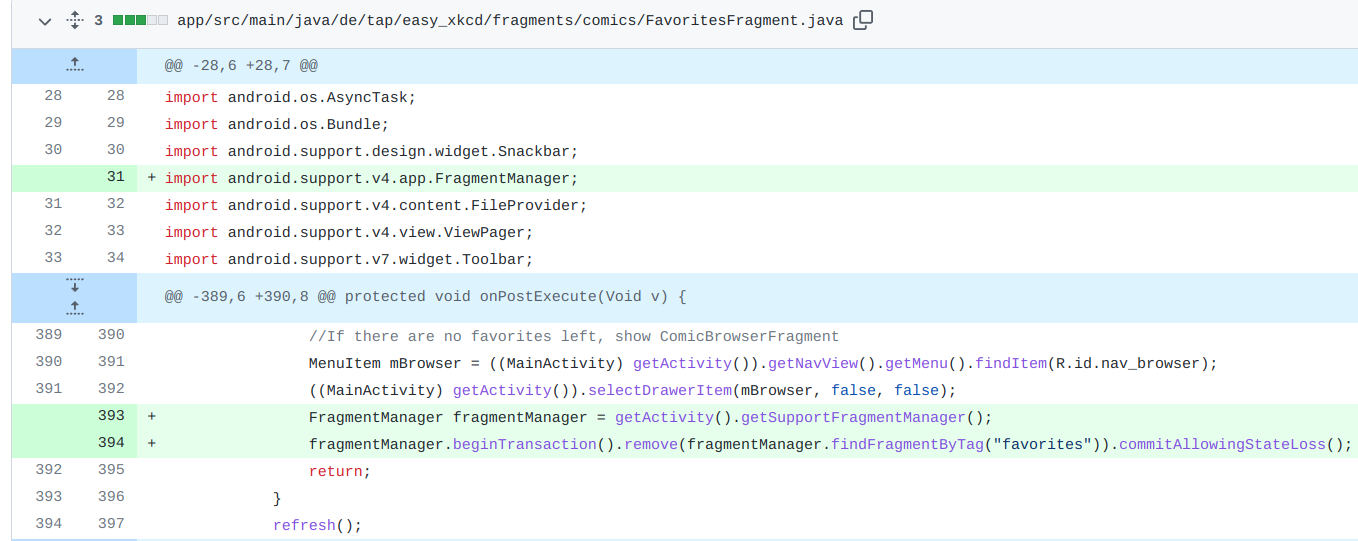 3 app/src/main/java/de/tap/easy_xkcd/fragments/comics/FavoritesFragment.java
@@ -28,6 +28,7 @@
28 28 import android.os.AsyncTask;
29 29 import android.os.Bundle;
30 30 import android.support.design.widget.Snackbar;
31 + import android.support.v4.app.FragmentManager;
31 32 import android.support.v4.content.FileProvider;
32 33 import android.support.v4.view.ViewPager;
33 34 import android.support.v7.widget.Toolbar;
@@ -389,6 +390,8 @@ protected void onPostExecute(Void v) {
389 390 //If there are no favorites left, show ComicBrowserFragment
390 391 MenuItem mBrowser = ((MainActivity) getActivity()).getNavView().getMenu().findItem(R.id.nav_browser);
391 392 ((MainActivity) getActivity()).selectDrawerItem(mBrowser, false, false);
393 + FragmentManager fragmentManager = getActivity().getSupportFragmentManager();
394 + fragmentManager.beginTransaction().remove(fragmentManager.findFragmentByTag("favorites")).commitAllowingStateLoss();
392 395 return;
393 396 }
394 397 refresh();